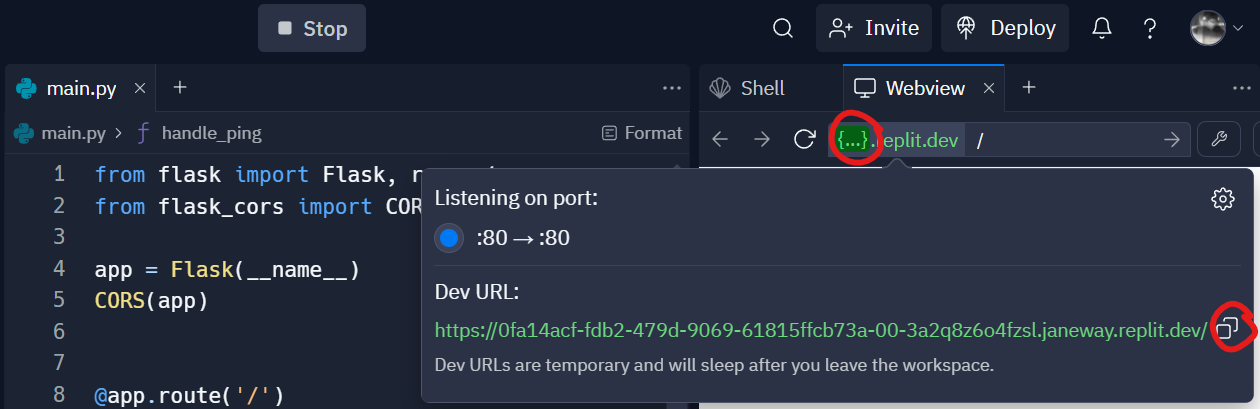 Stop
Invite
Deploy
main.py
Shell
Webview
main.py > handle_ping
Format
{...}.replit.dev /
1 from flask import Flask,
2 from flask_cors import COR
3
4 app = Flask(__name__)
5 CORS(app)
6
7
8 @app.route('/')
Listening on port:
:80→:80
Dev URL:
https://0fa14acf-fdb2-479d-9069-61815ffcb73a-00-3a2q8z6o4fzsl.janeway.replit.dev/
Dev URLs are temporary and will sleep after you leave the workspace.